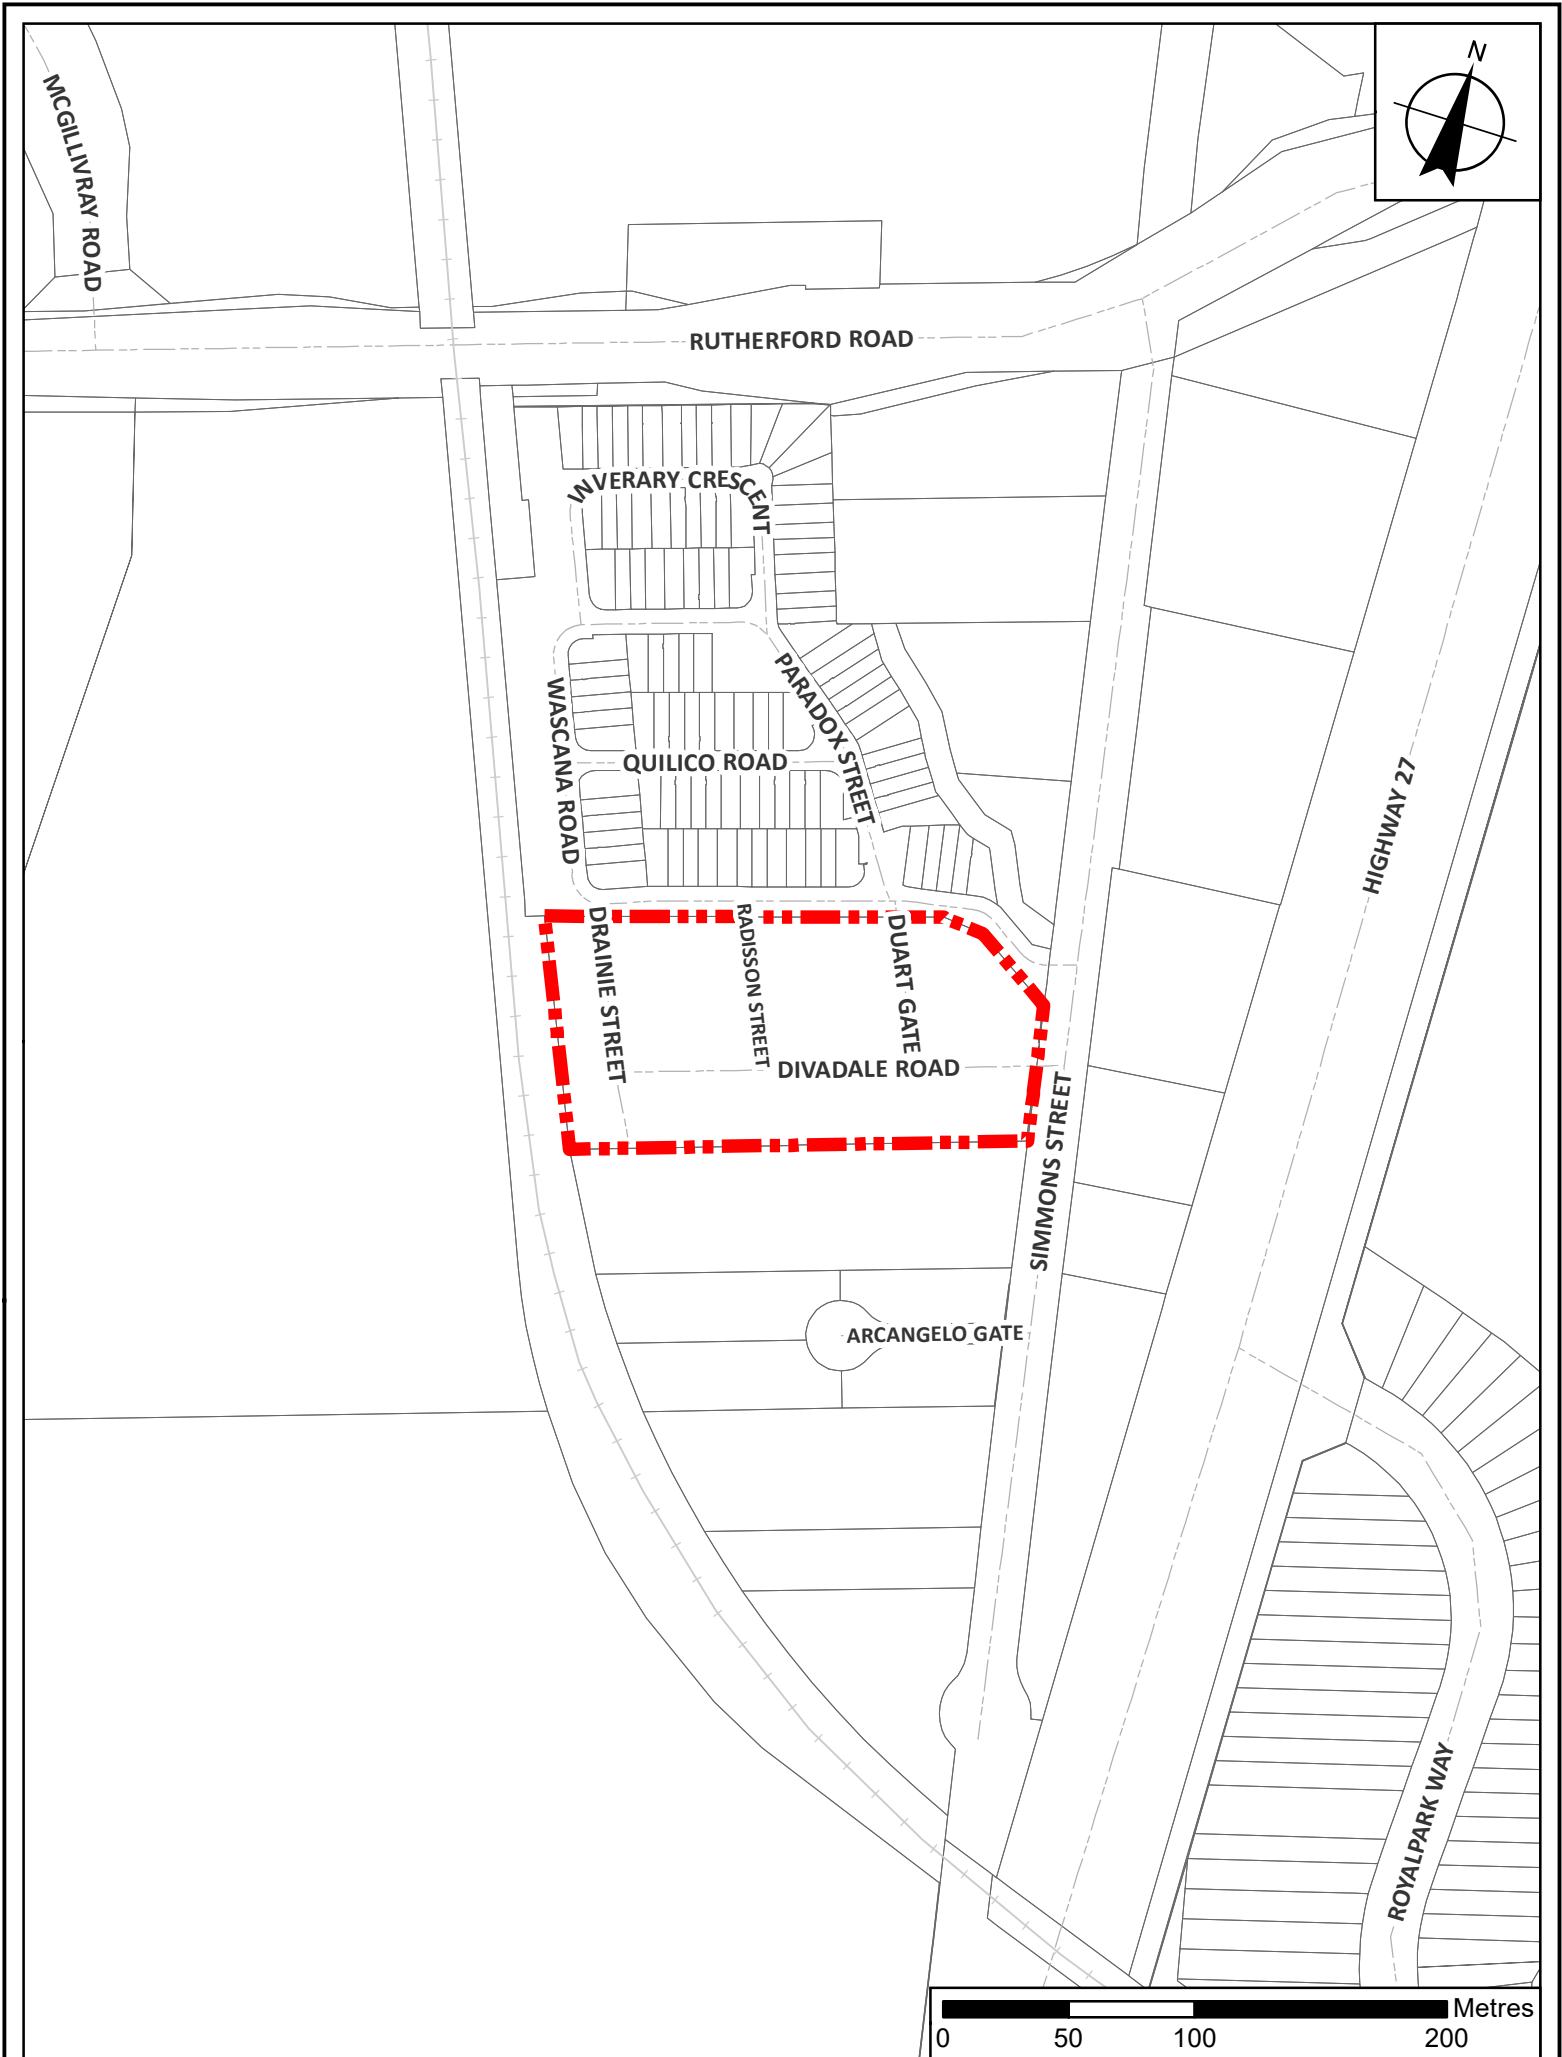 N
MCGILLIVRAY ROAD
RUTHERFORD ROAD
INVERARY CRESCENT
PARADOX STREET
WASCANA ROAD
QUILICO ROAD
HIGHWAY 27
DRAINIE STREET
RADISSON STREET
DUART GATE
DIVADALE ROAD
SIMMONS STREET
ARCANGELO GATE
ROYALPARK WAY
Metres
0 50 100 200